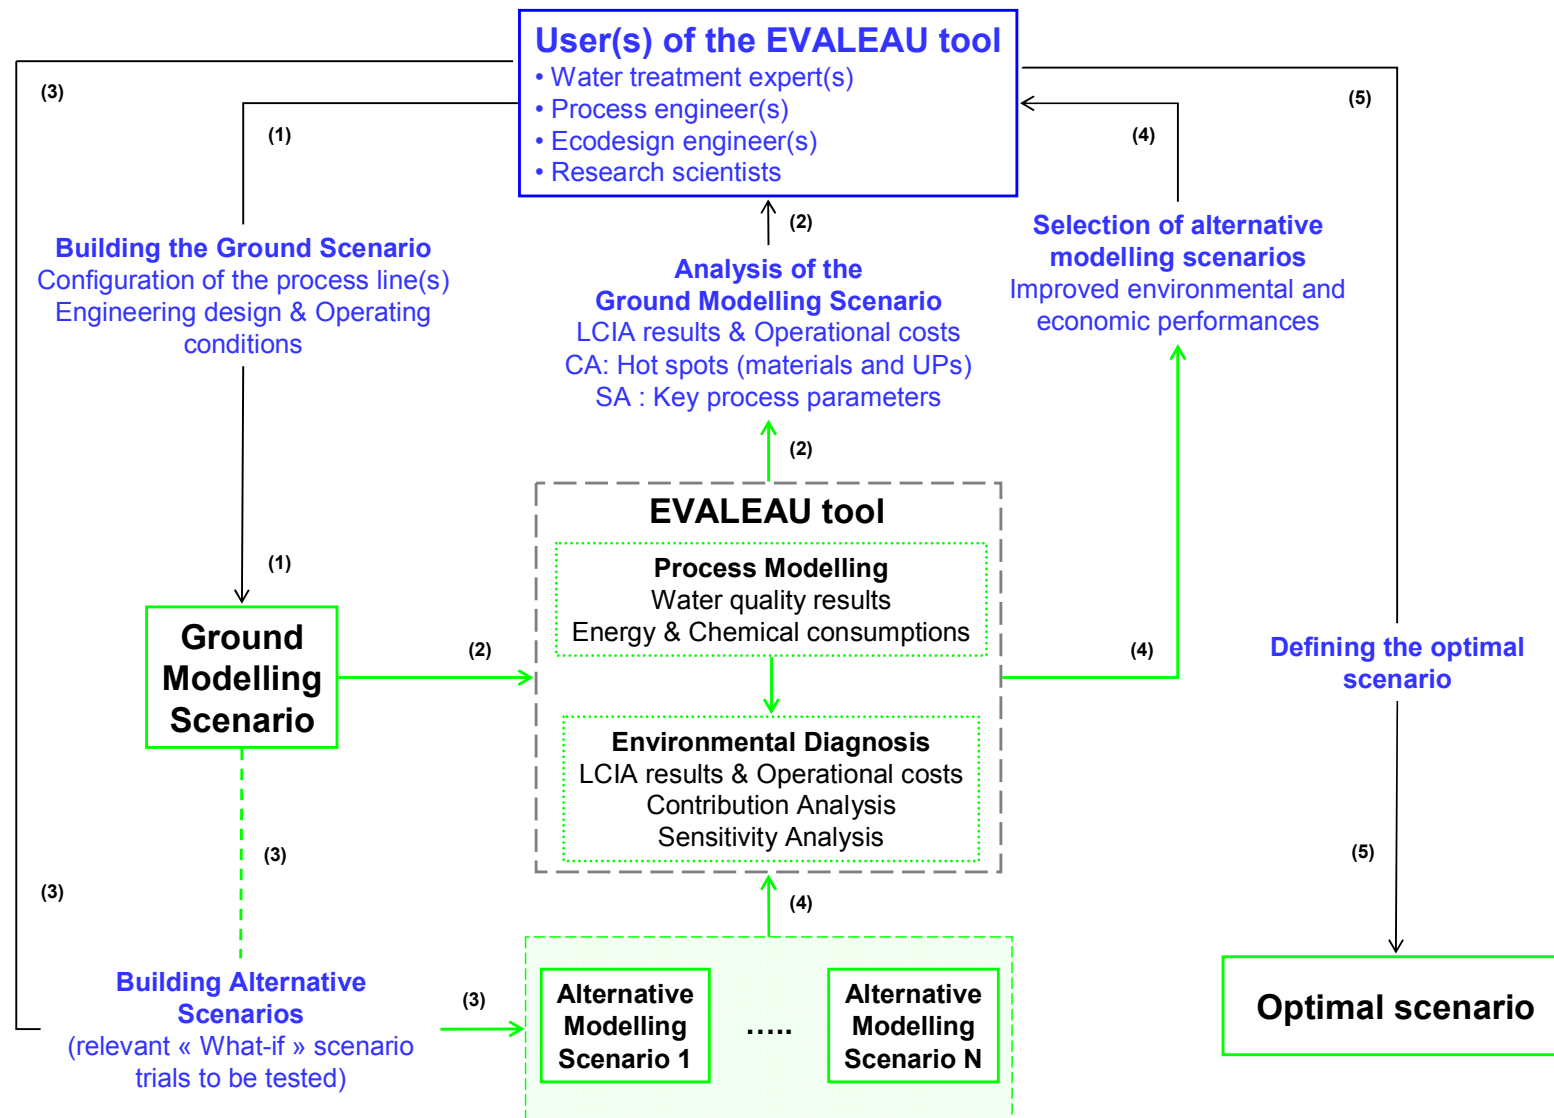 User(s) of the EVALEAU tool
• Water treatment expert(s)
• Process engineer(s)
• Ecodesign engineer(s)
• Research scientists
(3)
(1)
(5)
(4)
(2)
Building the Ground Scenario
Configuration of the process line(s)
Engineering design & Operating
conditions
Analysis of the
Ground Modelling Scenario
LCIA results & Operational costs
CA: Hot spots (materials and UPs)
SA : Key process parameters
Selection of alternative
modelling scenarios
Improved environmental and
economic performances
(2)
(1)
EVALEAU tool
Process Modelling
Water quality results
Energy & Chemical consumptions
Ground
Modelling
Scenario
(2)
(4)
Defining the optimal
scenario
Environmental Diagnosis
LCIA results & Operational costs
Contribution Analysis
Sensitivity Analysis
(3)
(5)
(3)
(4)
Building Alternative
Scenarios
(relevant « What-if » scenario
trials to be tested)
(3)
Alternative
Modelling
Scenario 1
.....
Alternative
Modelling
Scenario N
Optimal scenario